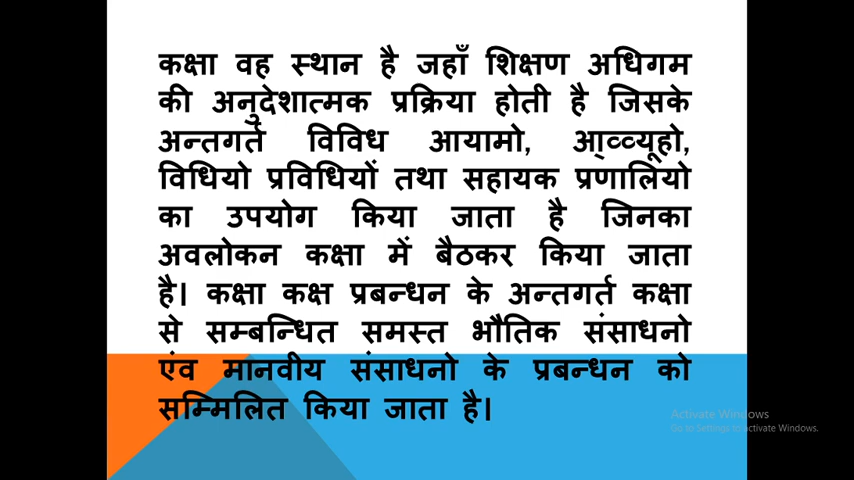 कक्षा वह स्थान है जहाँ शिक्षण अधिगम
की अनुदेशात्मक प्रक्रिया होती है जिसके
अन्तगर्त विविध आयामो, आ्व्व्यूहो,
विधियो प्रविधियों तथा सहायक प्रणालियो
का उपयोग किया जाता है जिनका
अवलोकन कक्षा में बैठकर किया जाता
है। कक्षा कक्ष प्रबन्धन के अन्तगर्त कक्षा
से सम्बन्धित समस्त भौतिक संसाधनो
एंव मानवीय संसाधनो के प्रबन्धन को
सम्मिलित किया जाता है।
Activate Windows
Go to Settings to activate Windows.